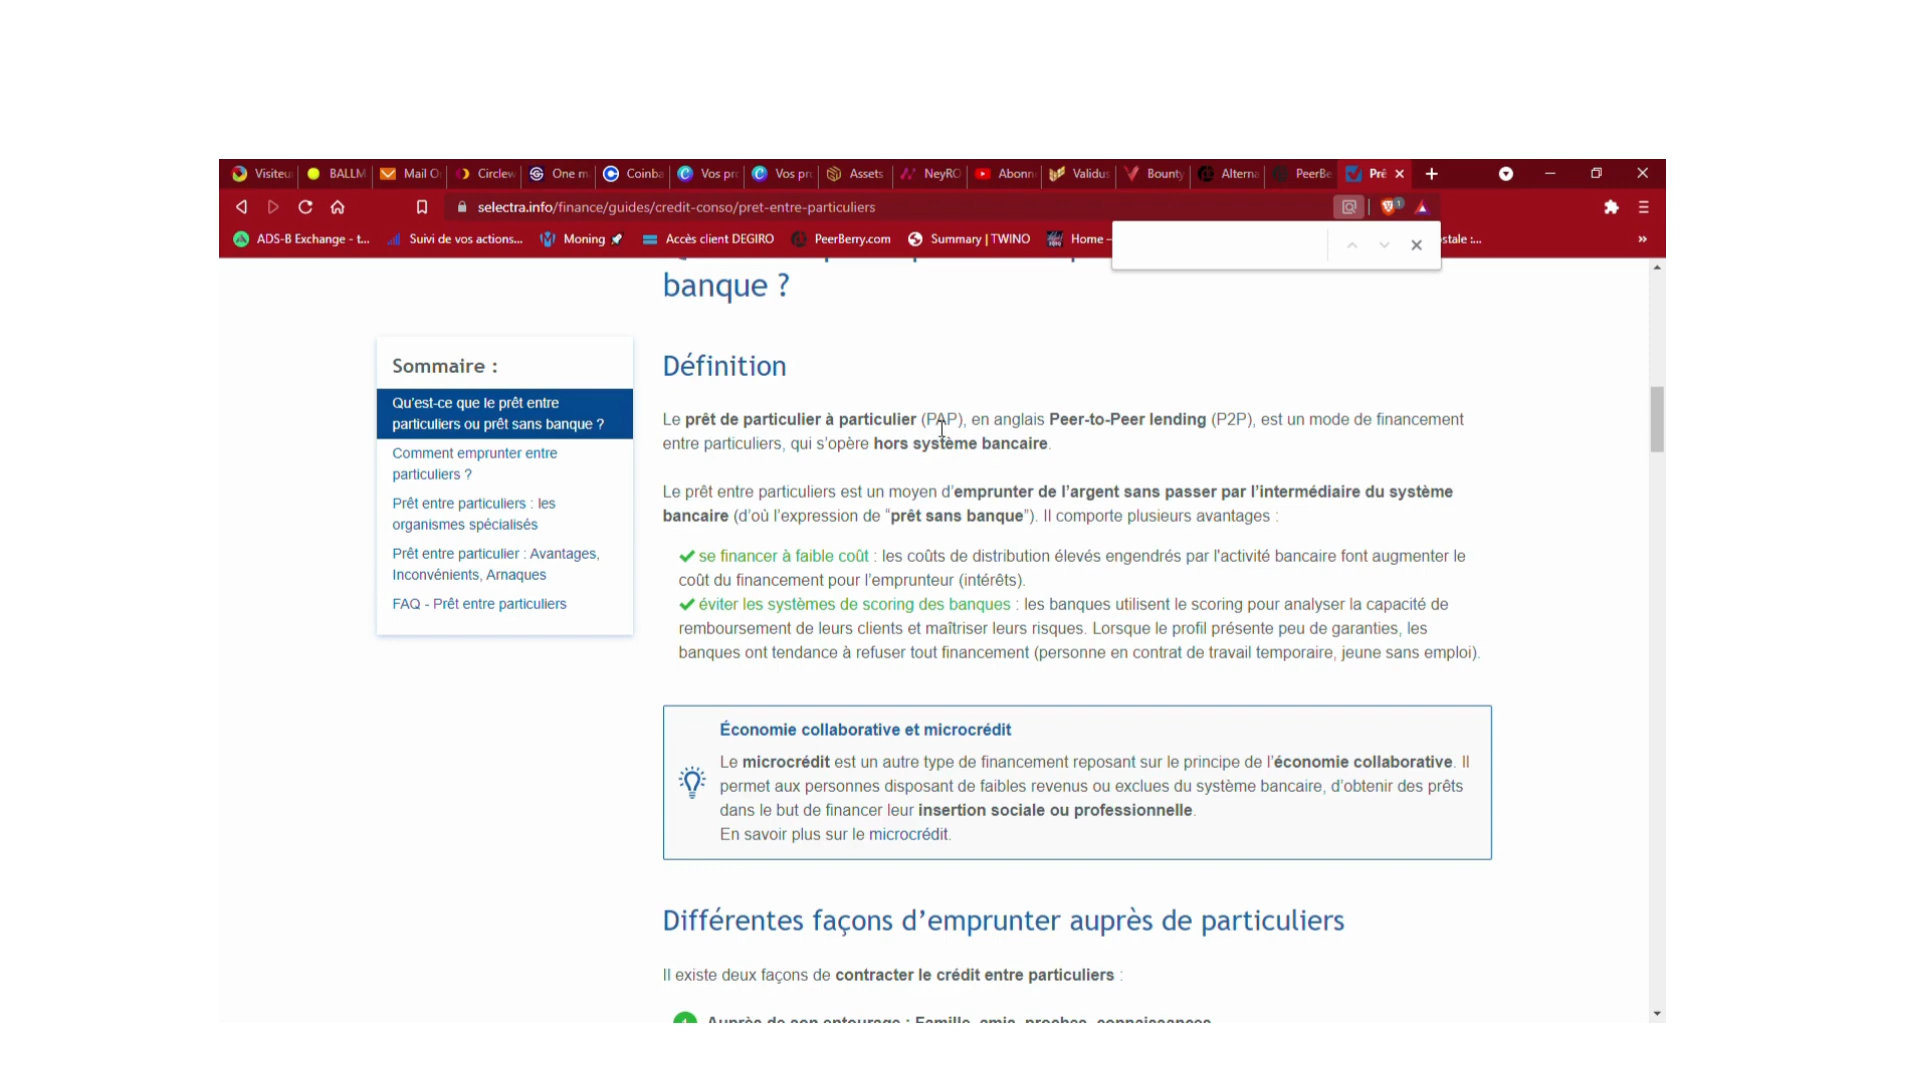 Visiteu BALLM Mail O Circlew One m Coinba Vos pr Vos pr Assets NeyRO Abonn Validus Bounty Alterna PeerBe Prê
selectra.info/finance/guides/credit-conso/pret-entre-particuliers
ADS-B Exchange - t... Suivi de vos actions... Moning Accès client DEGIRO PeerBerry.com Summary | TWINO Home - stale :... »
banque ?
Sommaire :
Qu'est-ce que le prêt entre
particuliers ou prêt sans banque ?
Comment emprunter entre
particuliers ?
Prêt entre particuliers : les
organismes spécialisés
Prêt entre particulier : Avantages,
Inconvénients, Arnaques
FAQ - Prêt entre particuliers
Définition
Le prêt de particulier à particulier (PAP), en anglais Peer-to-Peer lending (P2P), est un mode de financement
entre particuliers, qui s'opère hors système bancaire.
Le prêt entre particuliers est un moyen d'emprunter de l'argent sans passer par l'intermédiaire du système
bancaire (d'où l'expression de “prêt sans banque”). Il comporte plusieurs avantages :
se financer à faible coût : les coûts de distribution élevés engendrés par l'activité bancaire font augmenter le
coût du financement pour l'emprunteur (intérêts).
éviter les systèmes de scoring des banques : les banques utilisent le scoring pour analyser la capacité de
remboursement de leurs clients et maîtriser leurs risques. Lorsque le profil présente peu de garanties, les
banques ont tendance à refuser tout financement (personne en contrat de travail temporaire, jeune sans emploi).
Économie collaborative et microcrédit
Le microcrédit est un autre type de financement reposant sur le principe de l'économie collaborative. Il
permet aux personnes disposant de faibles revenus ou exclues du système bancaire, d'obtenir des prêts
dans le but de financer leur insertion sociale ou professionnelle.
En savoir plus sur le microcrédit.
Différentes façons d'emprunter auprès de particuliers
Il existe deux façons de contracter le crédit entre particuliers :
Auprès de son entourage : Famille, amis, proches, connaissances